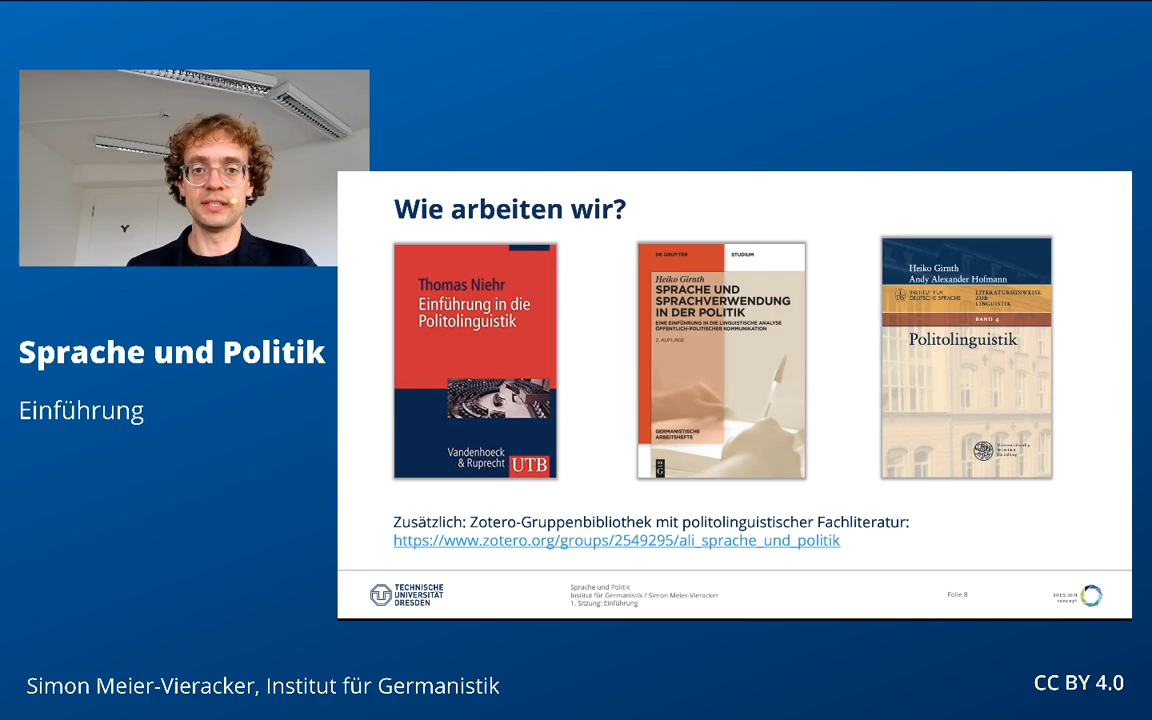 Sprache und Politik
Einführung
Wie arbeiten wir?
Thomas Niehr
Einführung in die
Politolinguistik
Vandenhoeck
& Ruprecht
UTB
DE GRUYTER
STUDIUM
Heiko Girnth
SPRACHE UND
SPRACHVERWENDUNG
IN DER POLITIK
EINE EINFÜHRUNG IN DIE LINGUISTISCHE ANALYSE
ÖFFENTLICH-POLITISCHER KOMMUNIKATION
2. AUFLAGE
GERMANISTISCHE
ARBEITSHEFTE
Heiko Girnth
Andy Alexander Hofmann
INSTITUT FÜR
DEUTSCHE SPRACHE
LITERATURHINWEISE
ZUR
LINGUISTIK
BAND 4
Politolinguistik
Zusätzlich: Zotero-Gruppenbibliothek mit politolinguistischer Fachliteratur:
https://www.zotero.org/groups/2549295/ali_sprache_und_politik
TECHNISCHE
UNIVERSITÄT
DRESDEN
Sprache und Politik
Institut für Germanistik / Simon Meier-Vieracker
1. Sitzung: Einführung
Folie 8
DRESDEN
concept
Simon Meier-Vieracker, Institut für Germanistik
CC BY 4.0